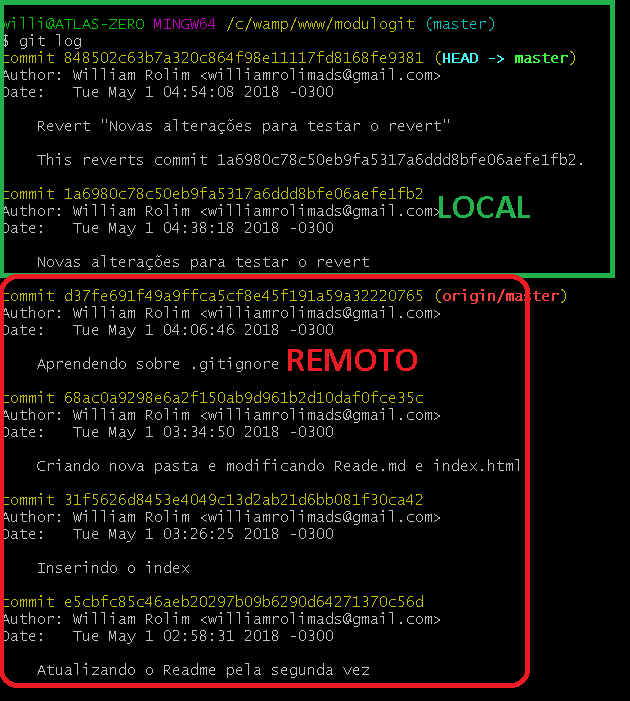 willi@ATLAS-ZERO MINGW64 /c/wamp/www/modulogit (master)
$ git log
commit 848502c63b7a320c864f98e11117fd8168fe9381 (HEAD -> master)
Author: William Rolim <williamrolimads@gmail.com>
Date:   Tue May 1 04:54:08 2018 -0300
Revert "Novas alterações para testar o revert"
This reverts commit 1a6980c78c50eb9fa5317a6ddd8bfe06aefe1fb2.
commit 1a6980c78c50eb9fa5317a6ddd8bfe06aefe1fb2
Author: William Rolim <williamrolimads@gmail.com>
LOCAL
Date:   Tue May 1 04:38:18 2018 -0300
Novas alterações para testar o revert
commit d37fe691f49a9ffca5cf8e45f191a59a32220765 (origin/master)
Author: William Rolim <williamrolimads@gmail.com>
Date:   Tue May 1 04:06:46 2018 -0300
Aprendendo sobre .gitignore
REMOTO
commit 68ac0a9298e6a2f150ab9d961b2d10daf0fce35c
Author: William Rolim <williamrolimads@gmail.com>
Date:   Tue May 1 03:34:50 2018 -0300
Criando nova pasta e modificando Reade.md e index.html
commit 31f5626d8453e4049c13d2ab21d6bb081f30ca42
Author: William Rolim <williamrolimads@gmail.com>
Date:   Tue May 1 03:26:25 2018 -0300
Inserindo o index
commit e5cbfc85c46aeb20297b09b6290d64271370c56d
Author: William Rolim <williamrolimads@gmail.com>
Date:   Tue May 1 02:58:31 2018 -0300
Atualizando o Readme pela segunda vez